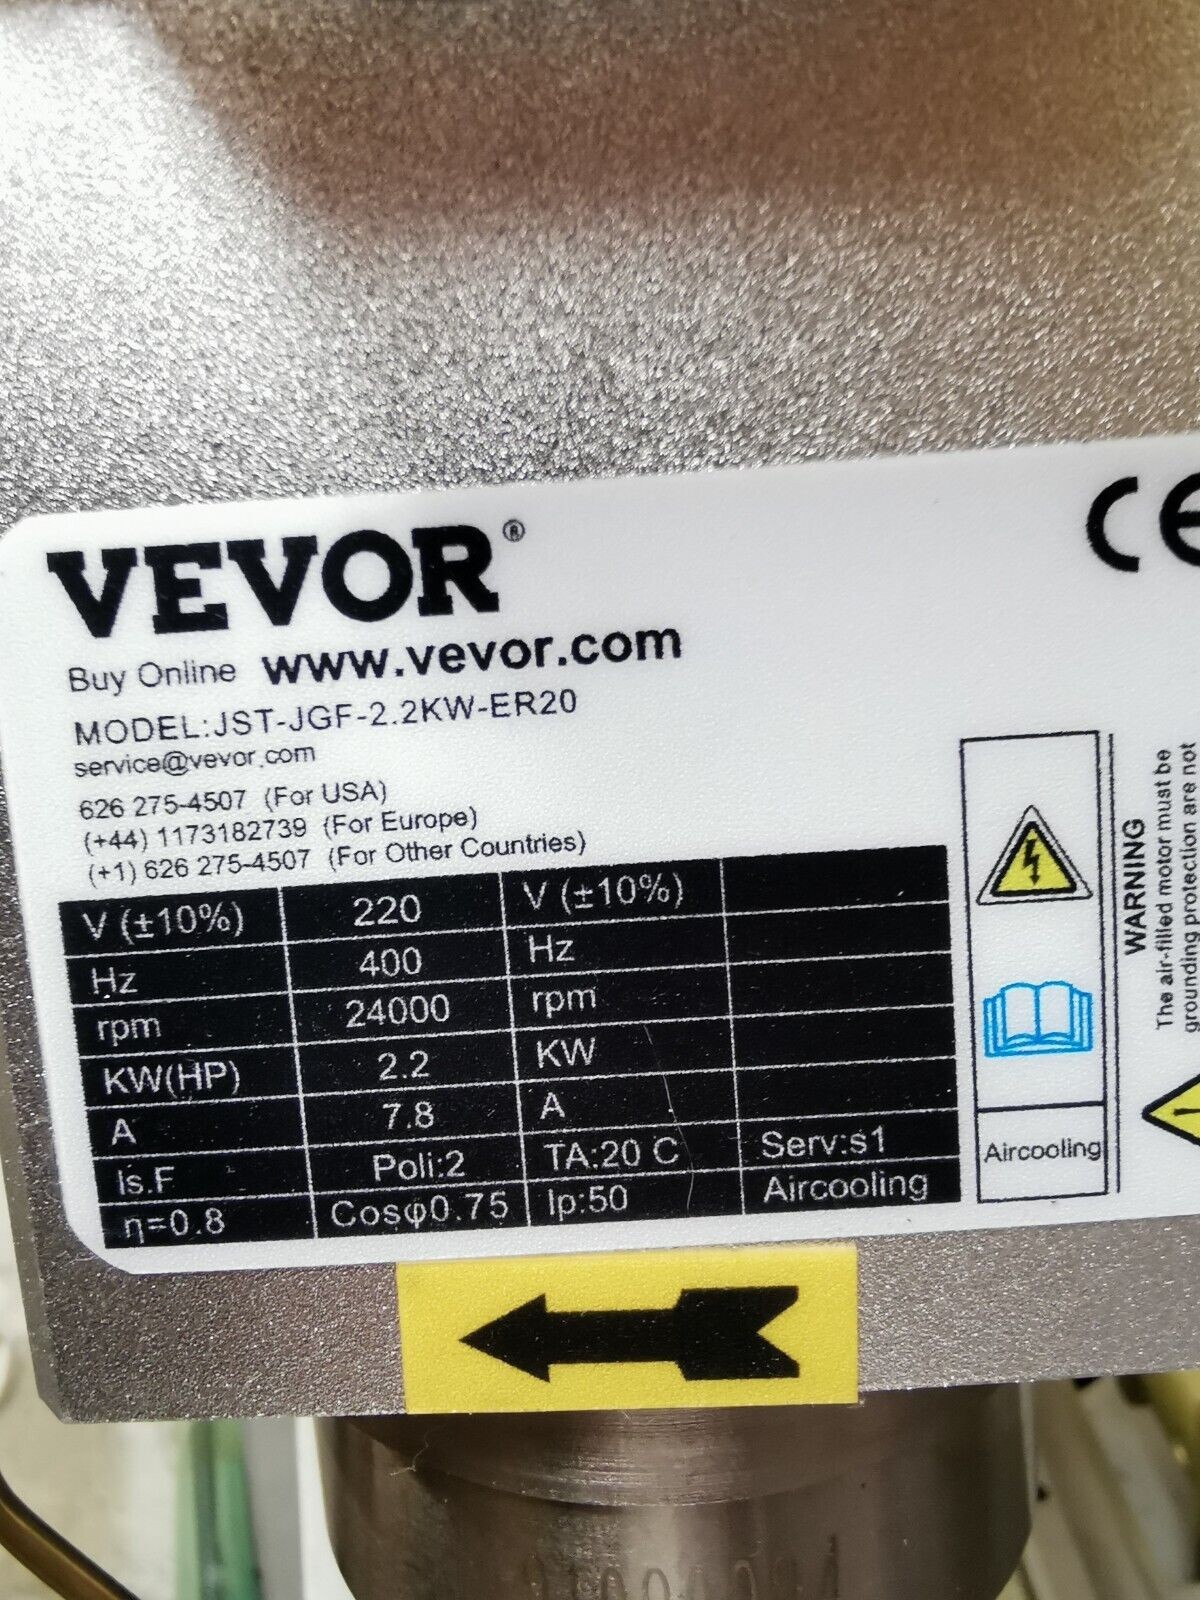 VEVOR®
CE
Buy Online www.vevor.com
MODEL:JST-JGF-2.2KW-ER20
service@vevor.com
626 275-4507 (For USA)
(+44) 1173182739 (For Europe)
(+1) 626 275-4507 (For Other Countries)
V (±10%) 220 V (±10%)
Hz 400 Hz
rpm 24000 rpm
KW(HP) 2.2 KW
A 7.8 A
Is.F Poli:2 TA:20 C Serv:s1
η=0.8 Cosφ0.75 Ip:50 Aircooling
Aircooling
WARNING
The air-filled motor must be
grounding protection are not